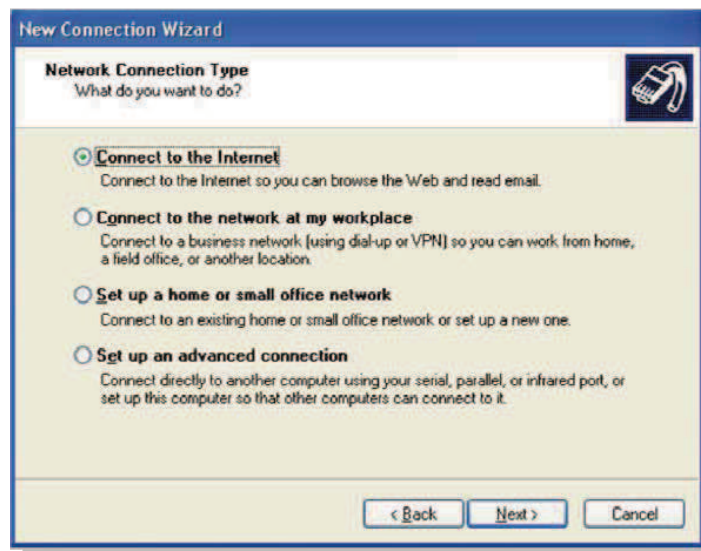 New Connection Wizard
Network Connection Type
What do you want to do?
Connect to the Internet
Connect to the Internet so you can browse the Web and read email.
Connect to the network at my workplace
Connect to a business network (using dial-up or VPN) so you can work from home,
a field office, or another location.
Set up a home or small office network
Connect to an existing home or small office network or set up a new one.
Set up an advanced connection
Connect directly to another computer using your serial, parallel, or infrared port, or
set up this computer so that other computers can connect to it.
< Back Next > Cancel